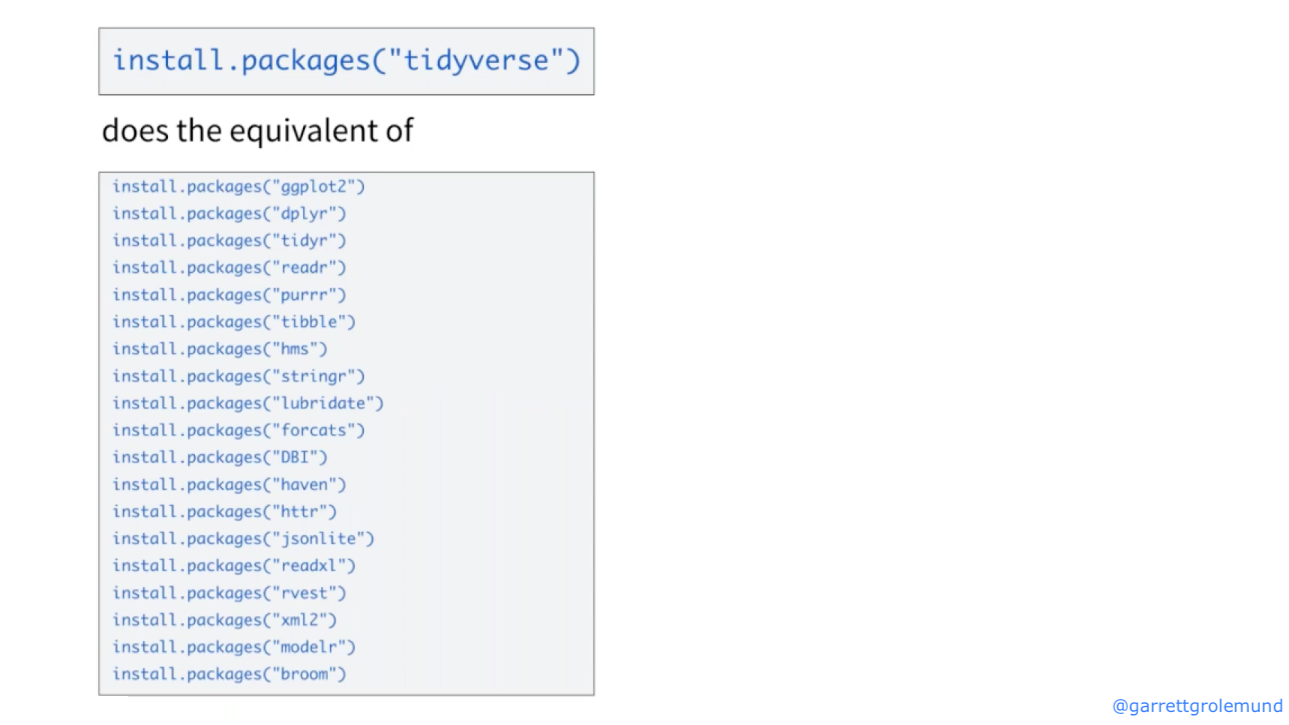 install.packages("tidyverse")
does the equivalent of
install.packages("ggplot2")
install.packages("dplyr")
install.packages("tidyr")
install.packages("readr")
install.packages("purrr")
install.packages("tibble")
install.packages("hms")
install.packages("stringr")
install.packages("lubridate")
install.packages("forcats")
install.packages("DBI")
install.packages("haven")
install.packages("httr")
install.packages("jsonlite")
install.packages("readxl")
install.packages("rvest")
install.packages("xml2")
install.packages("modelr")
install.packages("broom")
@garrettgrolemund